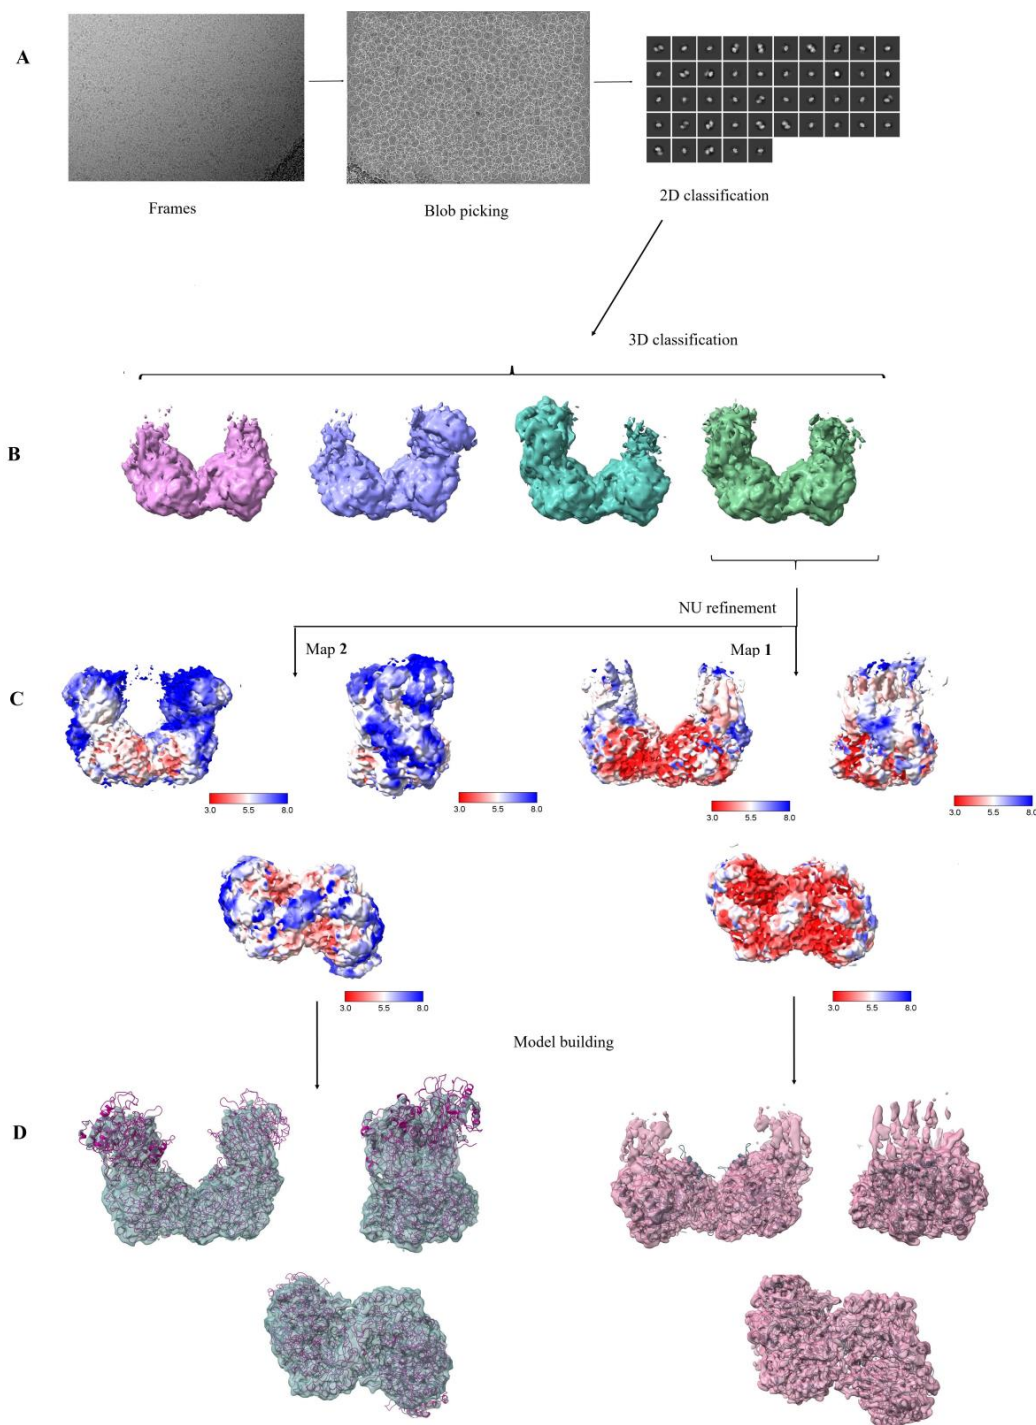 A
Frames
Blob picking
2D classification
3D classification
B
NU refinement
Map 2
Map 1
C
3.0 5.5 8.0
3.0 5.5 8.0
3.0 5.5 8.0
3.0 5.5 8.0
3.0 5.5 8.0
3.0 5.5 8.0
Model building
D